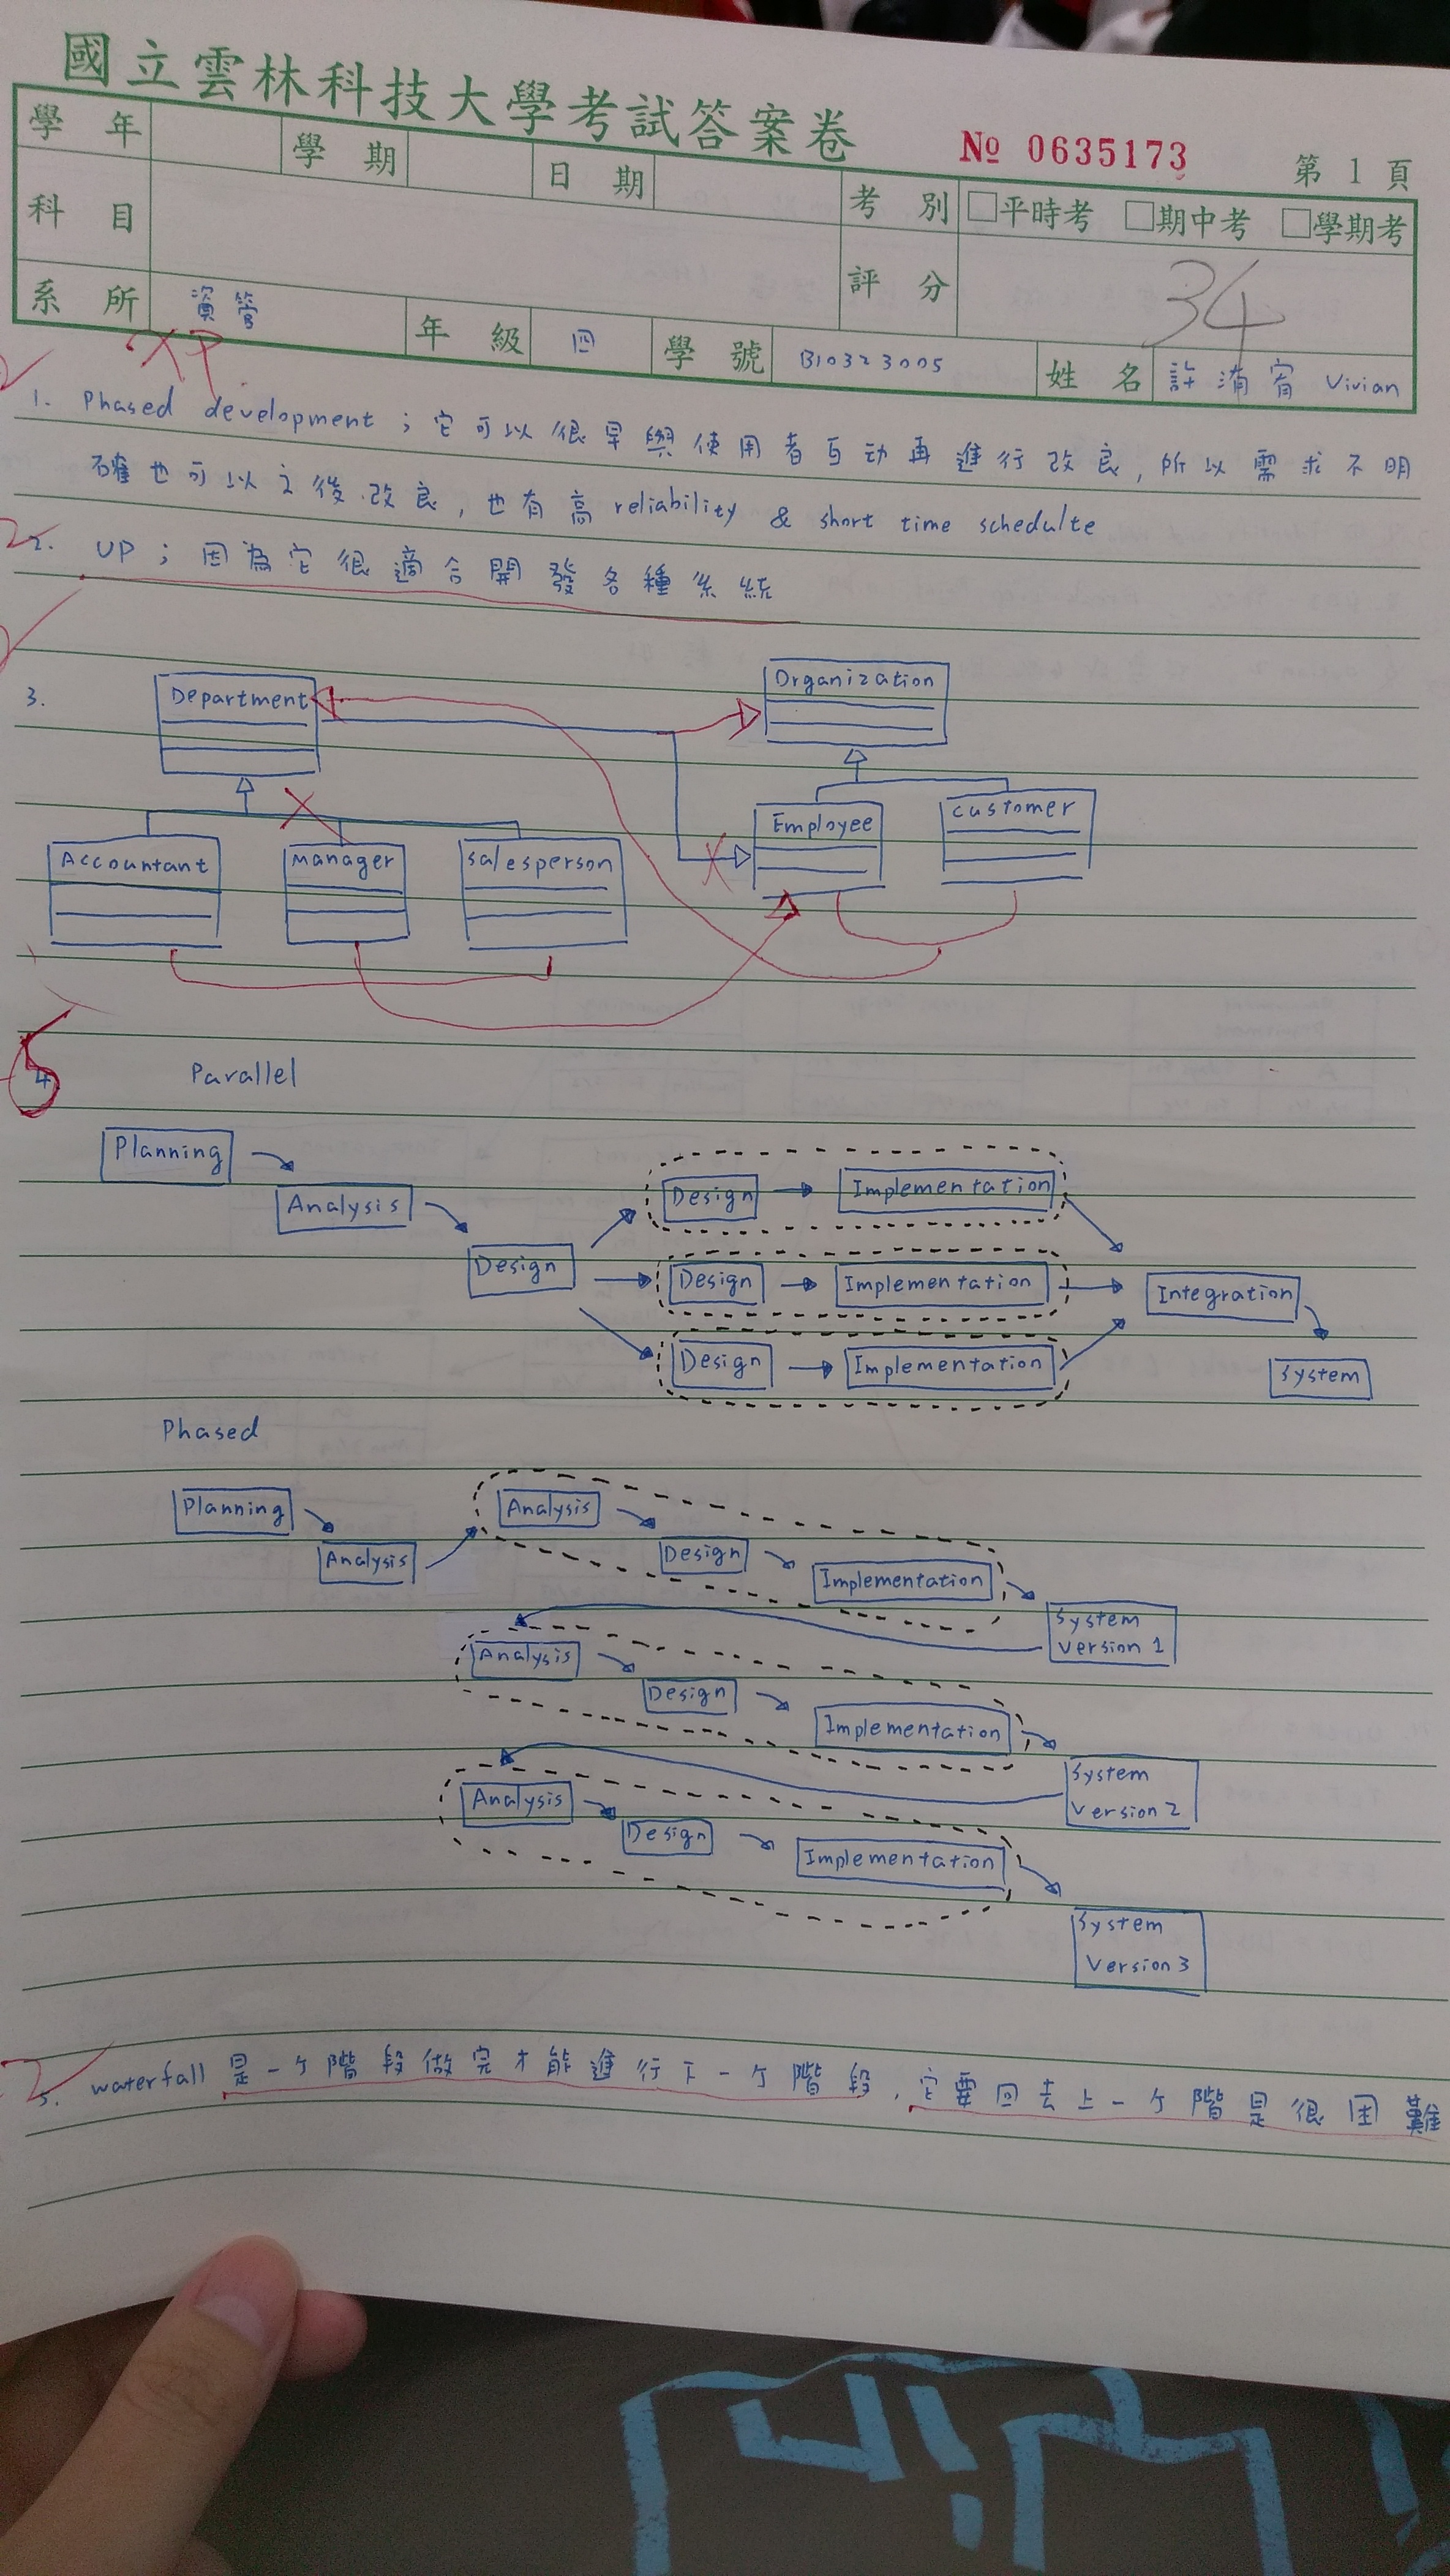 國立雲林科技大學考試答案卷
№ 0635173
第 1 頁
學 年
學 期
日 期
考 別
□平時考 □期中考 □學期考
科 目
評 分
34
系 所
資管
年 級
四
學 號
B10323005
姓 名
Vivian
XP
1. Phased development ; 它可以很早與使用者互动再進行改良, 所以需求不明
確也可以之後改良, 也有高 reliability & short time schedulte
2. UP ; 因為它很適合開發各種系統
3.
Department
Organization
Accountant
manager
salesperson
Employee
customer
5
4.
Parallel
Planning
Analysis
Design
Design
Implementation
Design
Implementation
Design
Implementation
Integration
System
Phased
Planning
Analysis
Analysis
Design
Implementation
System
version 1
Analysis
Design
Implementation
System
version 2
Analysis
Design
Implementation
System
Version 3
5. waterfall 是一ケ階段做完才能進行下一ケ階段, 它要回去上一ケ階是很困難